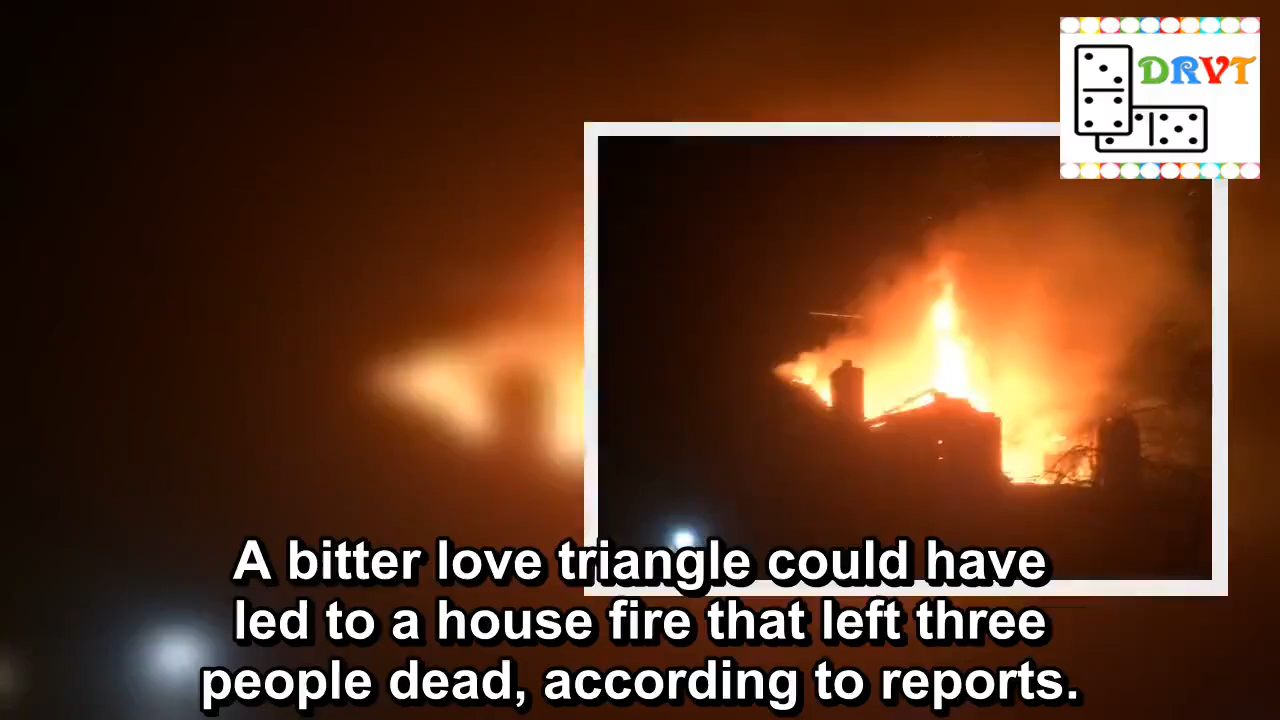 DRVT
A bitter love triangle could have
led to a house fire that left three
people dead, according to reports.